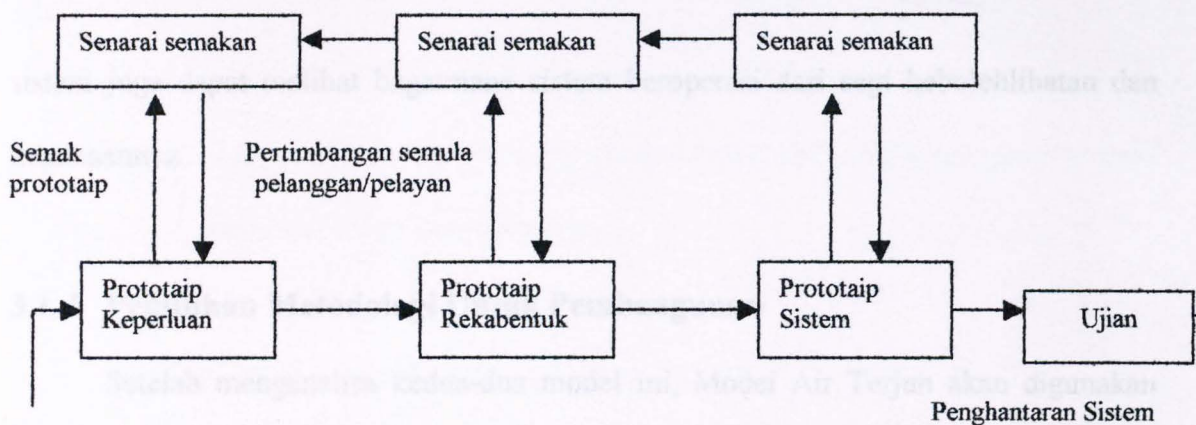 Senarai semakan
Senarai semakan
Senarai semakan
Semak
prototaip
Pertimbangan semula
pelanggan/pelayan
Prototaip
Keperluan
Prototaip
Rekabentuk
Prototaip
Sistem
Ujian
Setelah menganalisa kedua-dua model ini, Model Air Terjun akan digunakan
Penghantaran Sistem